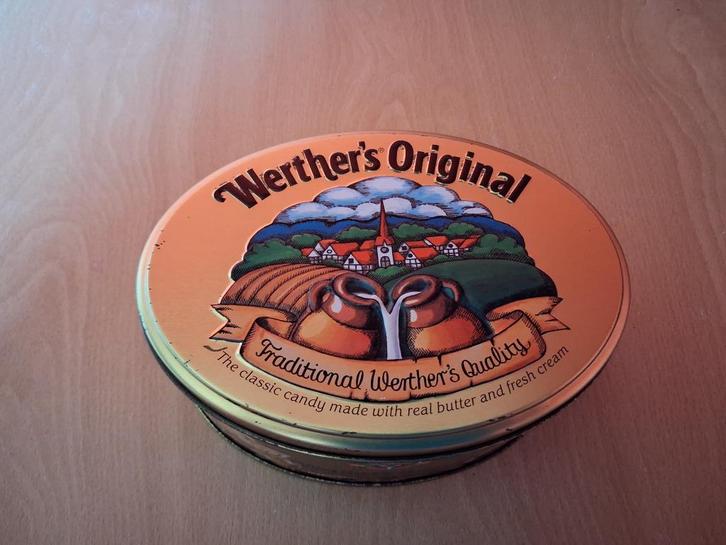 Werther's® Original
Traditional Werther's Quality
The classic candy made with real butter and fresh cream